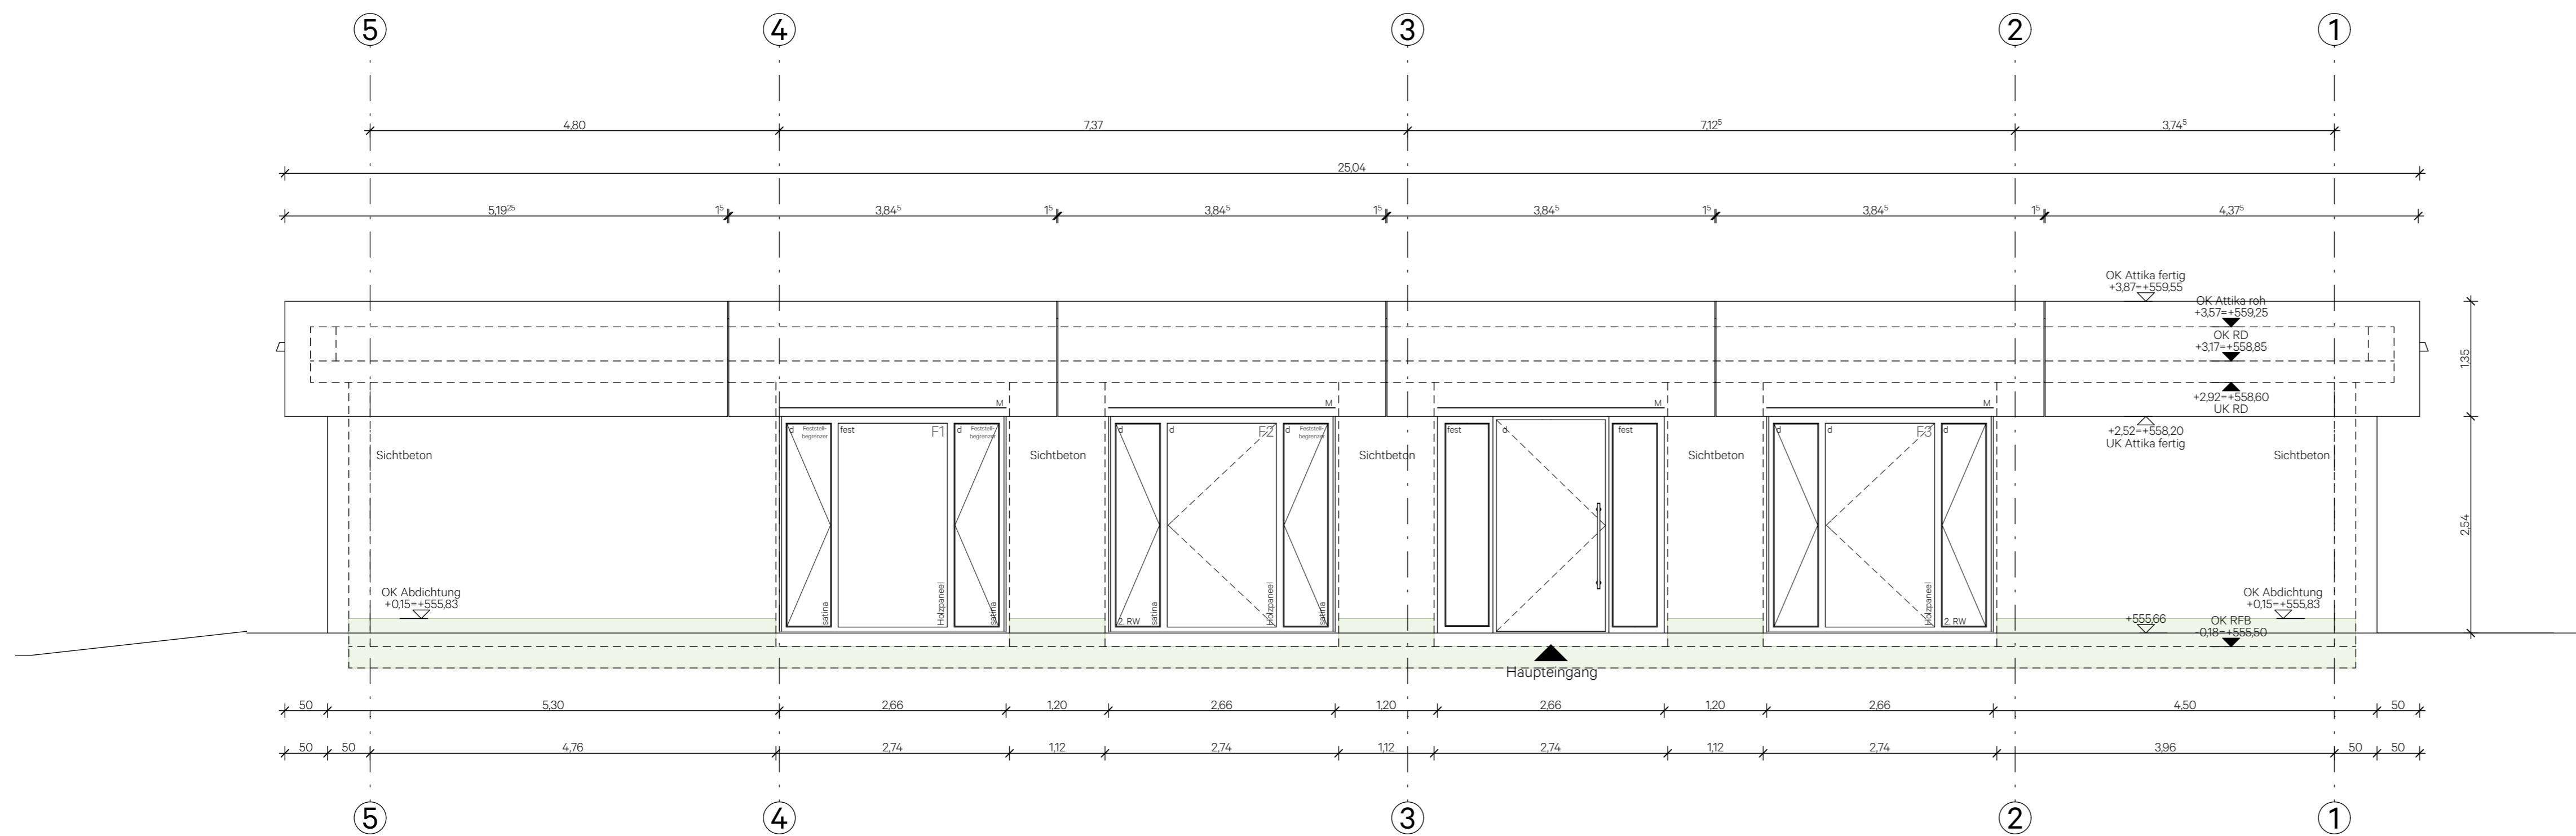 5 4 3 2 1
4,80 7,37 7,12⁵ 3,74⁵
25,04
5,19²⁵ 1⁵ 3,84⁵ 1⁵ 3,84⁵ 1⁵ 3,84⁵ 1⁵ 3,84⁵ 1⁵ 4,37⁵
OK Attika fertig
+3,87=+559,55
OK Attika roh
+3,57=+559,25
OK RD
+3,17=+558,85
1,35
+2,92=+558,60
UK RD
+2,52=+558,20
UK Attika fertig
M M M M
d Feststell-
begrenzer
fest F1
d Feststell-
begrenzer
d d F2
d Feststell-
begrenzer
fest d fest
d d F3 d
Sichtbeton Sichtbeton Sichtbeton Sichtbeton Sichtbeton
2,54
OK Abdichtung
+0,15=+555,83
satina Holzpaneel satina
2. RW satina Holzpaneel satina
Holzpaneel 2. RW
OK Abdichtung
+0,15=+555,83
+555,66
OK RFB
-0,18=+555,50
Haupteingang
50 5,30 2,66 1,20 2,66 1,20 2,66 1,20 2,66 4,50 50
50 50 4,76 2,74 1,12 2,74 1,12 2,74 1,12 2,74 3,96 50 50
5 4 3 2 1